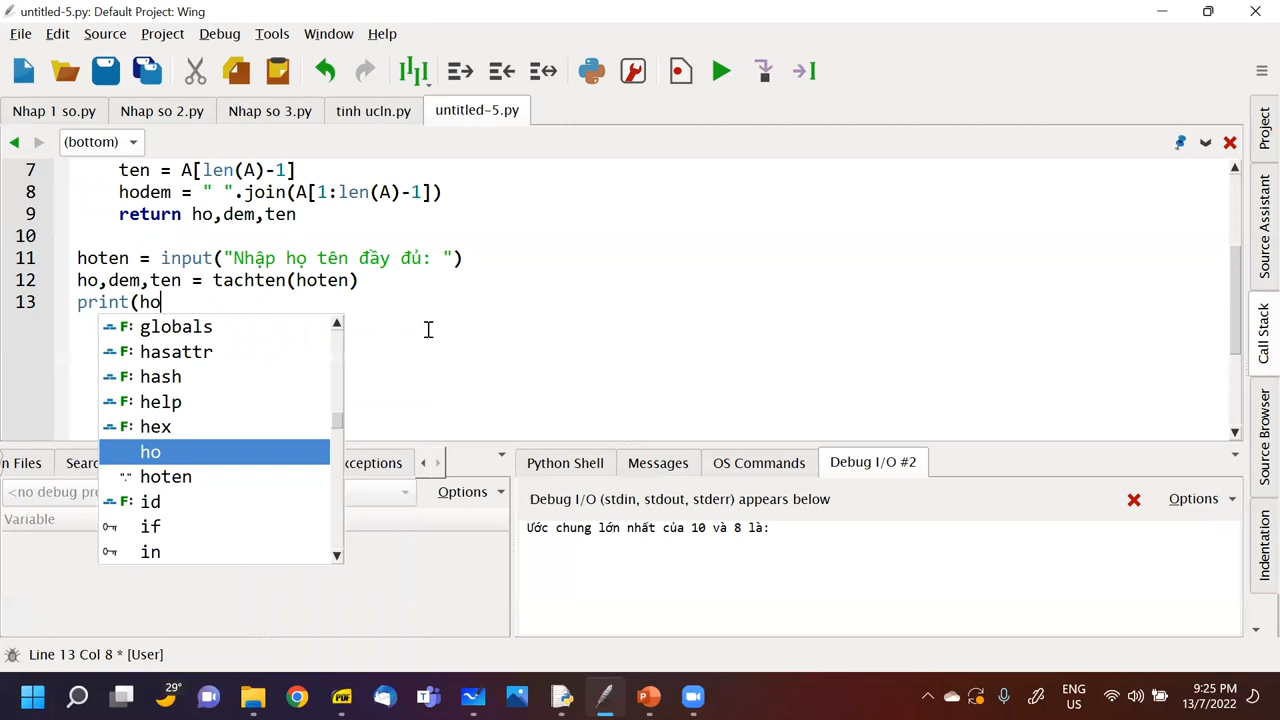 untitled-5.py: Default Project: Wing
File Edit Source Project Debug Tools Window Help
Nhap 1 so.py Nhap so 2.py Nhap so 3.py tinh ucln.py untitled-5.py
(bottom)
7 ten = A[len(A)-1]
8 hodem = " ".join(A[1:len(A)-1])
9 return ho,dem,ten
10
11 hoten = input("Nhập họ tên đầy đủ: ")
12 ho,dem,ten = tachten(hoten)
13 print(ho
F: globals
F: hasattr
F: hash
F: help
F: hex
ho
hoten
F: id
if
in
Project
Source Assistant
Call Stack
Source Browser
Indentation
n Files Searc xceptions
<no debug pre Options
Variable
Python Shell Messages OS Commands Debug I/O #2
Debug I/O (stdin, stdout, stderr) appears below Options
Ước chung lớn nhất của 10 và 8 là:
Line 13 Col 8 * [User]
29°
ENG
US
9:25 PM
13/7/2022